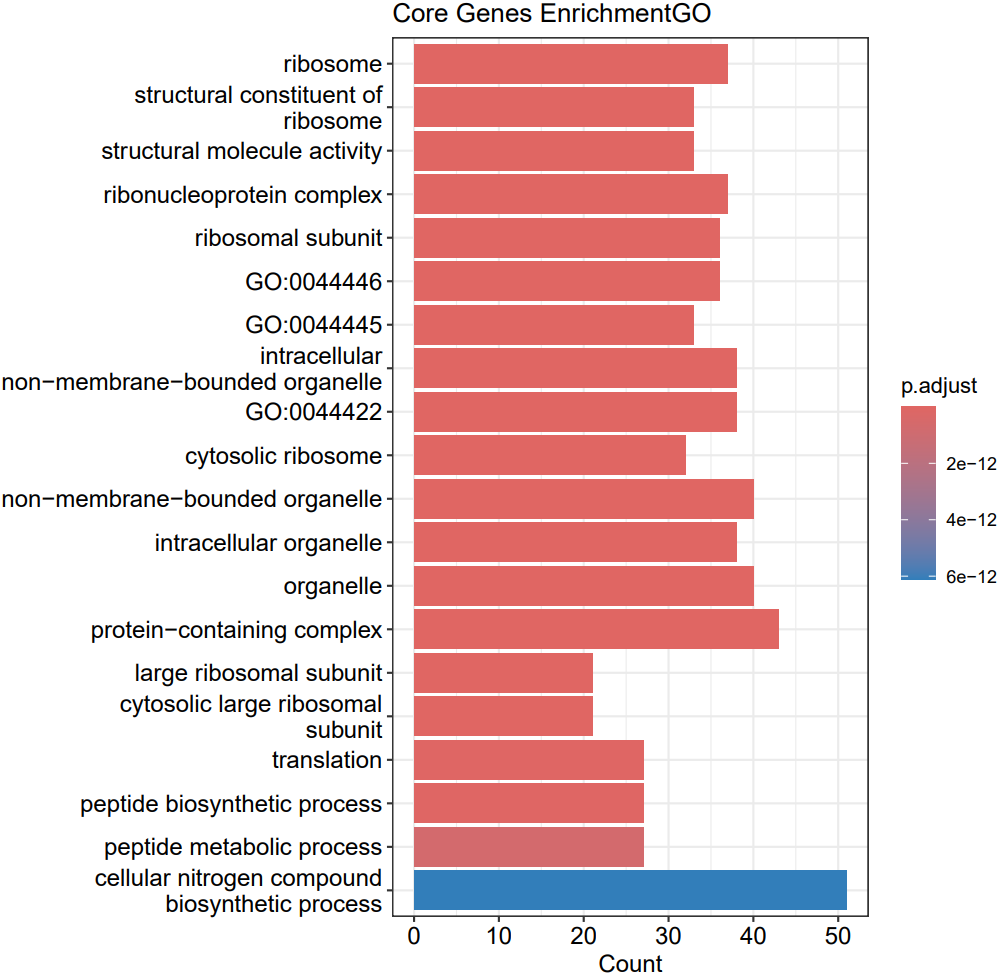 Core Genes EnrichmentGO
ribosome
structural constituent of
ribosome
structural molecule activity
ribonucleoprotein complex
ribosomal subunit
GO:0044446
GO:0044445
intracellular
non−membrane−bounded organelle
GO:0044422
cytosolic ribosome
non−membrane−bounded organelle
intracellular organelle
organelle
protein−containing complex
large ribosomal subunit
cytosolic large ribosomal
subunit
translation
peptide biosynthetic process
peptide metabolic process
cellular nitrogen compound
biosynthetic process
0 10 20 30 40 50
Count
p.adjust
2e−12
4e−12
6e−12